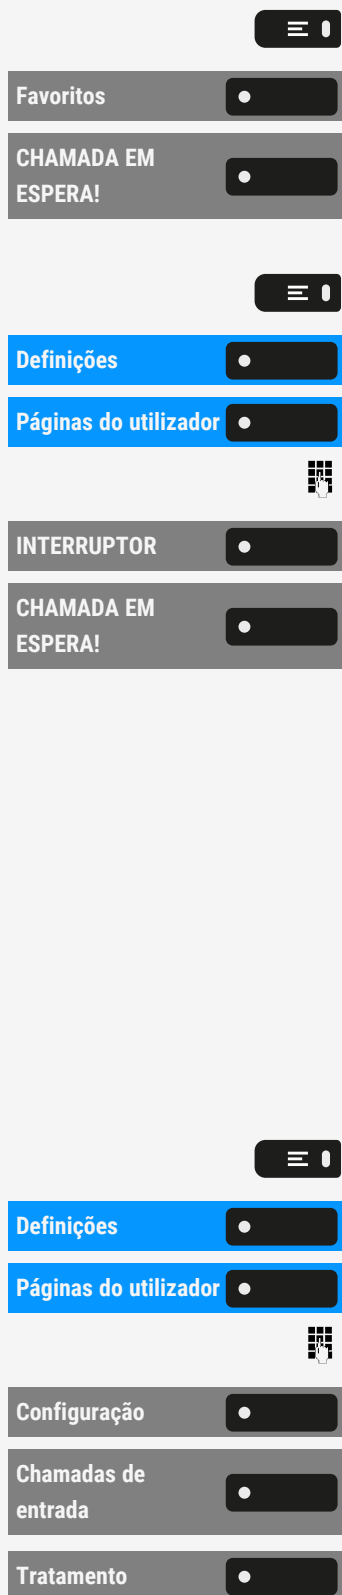 Favoritos
CHAMADA EM
ESPERA!
Definições
Páginas do utilizador
INTERRUPTOR
CHAMADA EM
ESPERA!
Definições
Páginas do utilizador
Configuração
Chamadas de
entrada
Tratamento